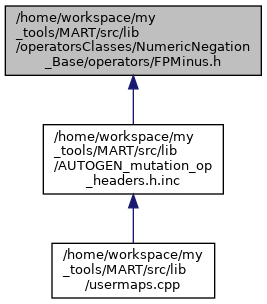 /home/workspace/my
_tools/MART/src/lib
/operatorsClasses/NumericNegation
_Base/operators/FPMinus.h
/home/workspace/my
_tools/MART/src/lib
/AUTOGEN_mutation_op
_headers.h.inc
/home/workspace/my
_tools/MART/src/lib
/usermaps.cpp